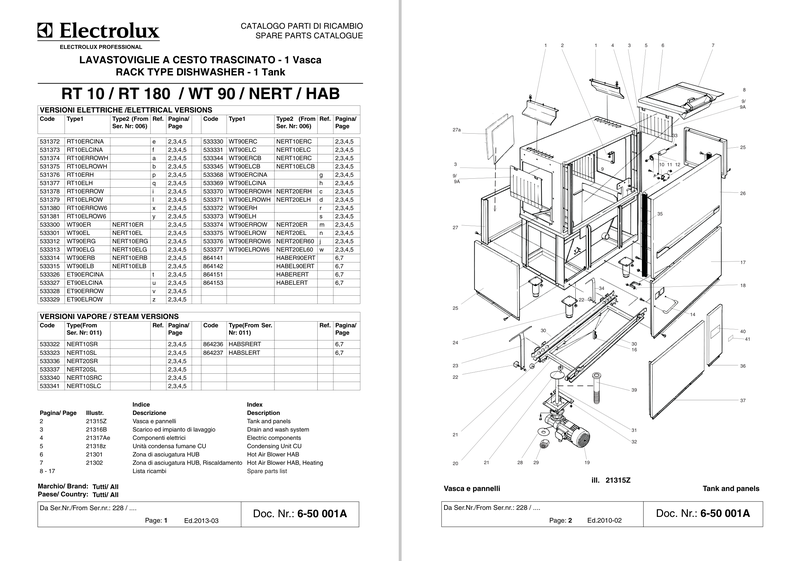 Electrolux
ELECTROLUX PROFESSIONAL
CATALOGO PARTI DI RICAMBIO
SPARE PARTS CATALOGUE
LAVASTOVIGLIE A CESTO TRASCINATO - 1 Vasca
RACK TYPE DISHWASHER - 1 Tank
RT 10 / RT 180 / WT 90 / NERT / HAB
VERSIONI ELETTRICHE /ELECTRICAL VERSIONS
Code Type1 Type2 (From Ser. Nr: 006) Ref. Pagina/ Page Code Type1 Type2 (From Ser. Nr: 006) Ref. Pagina/ Page
531372 RT10ERCINA e 2,3,4,5 533330 WT90ERC NERT10ERC 2,3,4,5
531373 RT10ELCINA f 2,3,4,5 533331 WT90ELC NERT10ELC 2,3,4,5
531374 RT10ERROWH a 2,3,4,5 533344 WT90ERCB NERT10ERC 2,3,4,5
531375 RT10ELROWH b 2,3,4,5 533345 WT90ELCB NERT10ELCB 2,3,4,5
531376 RT10ERH p 2,3,4,5 533368 WT90ERCINA g 2,3,4,5
531377 RT10ELH q 2,3,4,5 533369 WT90ELCINA h 2,3,4,5
531378 RT10ERROW i 2,3,4,5 533370 WT90ERROWH NERT20ERH c 2,3,4,5
531379 RT10ELROW l 2,3,4,5 533371 WT90ELROWH NERT20ELH d 2,3,4,5
531380 RT10ERROW6 x 2,3,4,5 533372 WT90ERH r 2,3,4,5
531381 RT10ELROW6 y 2,3,4,5 533373 WT90ELH s 2,3,4,5
533300 WT90ER NERT10ER 2,3,4,5 533374 WT90ERROW NERT20ER m 2,3,4,5
533301 WT90EL NERT10EL 2,3,4,5 533375 WT90ELROW NERT20EL n 2,3,4,5
533312 WT90ERG NERT10ERG 2,3,4,5 533376 WT90ERROW6 NERT20ER60 j 2,3,4,5
533313 WT90ELG NERT10ELG 2,3,4,5 533377 WT90ELROW6 NERT20EL60 w 2,3,4,5
533314 WT90ERB NERT10ERB 2,3,4,5 864141 HABER90ERT 6,7
533315 WT90ELB NERT10ELB 2,3,4,5 864142 HABEL90ERT 6,7
533326 ET90ERCINA t 2,3,4,5 864151 HABERERT 6,7
533327 ET90ELCINA u 2,3,4,5 864153 HABELERT 6,7
533328 ET90ERROW v 2,3,4,5
533329 ET90ELROW z 2,3,4,5
VERSIONI VAPORE / STEAM VERSIONS
Code Type(From Ser. Nr: 011) Ref. Pagina/ Page Code Type(From Ser. Nr: 011) Ref. Pagina/ Page
533322 NERT10SR 2,3,4,5 864236 HABSRERT 6,7
533323 NERT10SL 2,3,4,5 864237 HABSLERT 6,7
533336 NERT20SR 2,3,4,5
533337 NERT20SL 2,3,4,5
533340 NERT10SRC 2,3,4,5
533341 NERT10SLC 2,3,4,5
Indice Index
Pagina/ Page Illustr. Descrizione Description
2 21315Z Vasca e pannelli Tank and panels
3 21316B Scarico ed impianto di lavaggio Drain and wash system
4 21317Ae Componenti elettrici Electric components
5 21318z Unità condensa fumane CU Condensing Unit CU
6 21301 Zona di asciugatura HUB Hot Air Blower HAB
7 21302 Zona di asciugatura HUB, Riscaldamento Hot Air Blower HAB, Heating
8 - 17 Lista ricambi Spare parts list
Marchio/ Brand: Tutti/ All
Paese/ Country: Tutti/ All
Da Ser.Nr./From Ser.nr.: 228 / ....
Page: 1 Ed.2013-03
Doc. Nr.: 6-50 001A
1 2 1 4 3 5 6 7
8
9/
9A
27a
33
3
9/
9A
10 11 12
9
25
26
35
27
17
18
25
22
34
14
24
30
30
16
40
41
23
22
36
39
37
21
31
32
20 21 28 29 19
ill. 21315Z
Vasca e pannelli Tank and panels
Da Ser.Nr./From Ser.nr.: 228 / ....
Page: 2 Ed.2010-02
Doc. Nr.: 6-50 001A